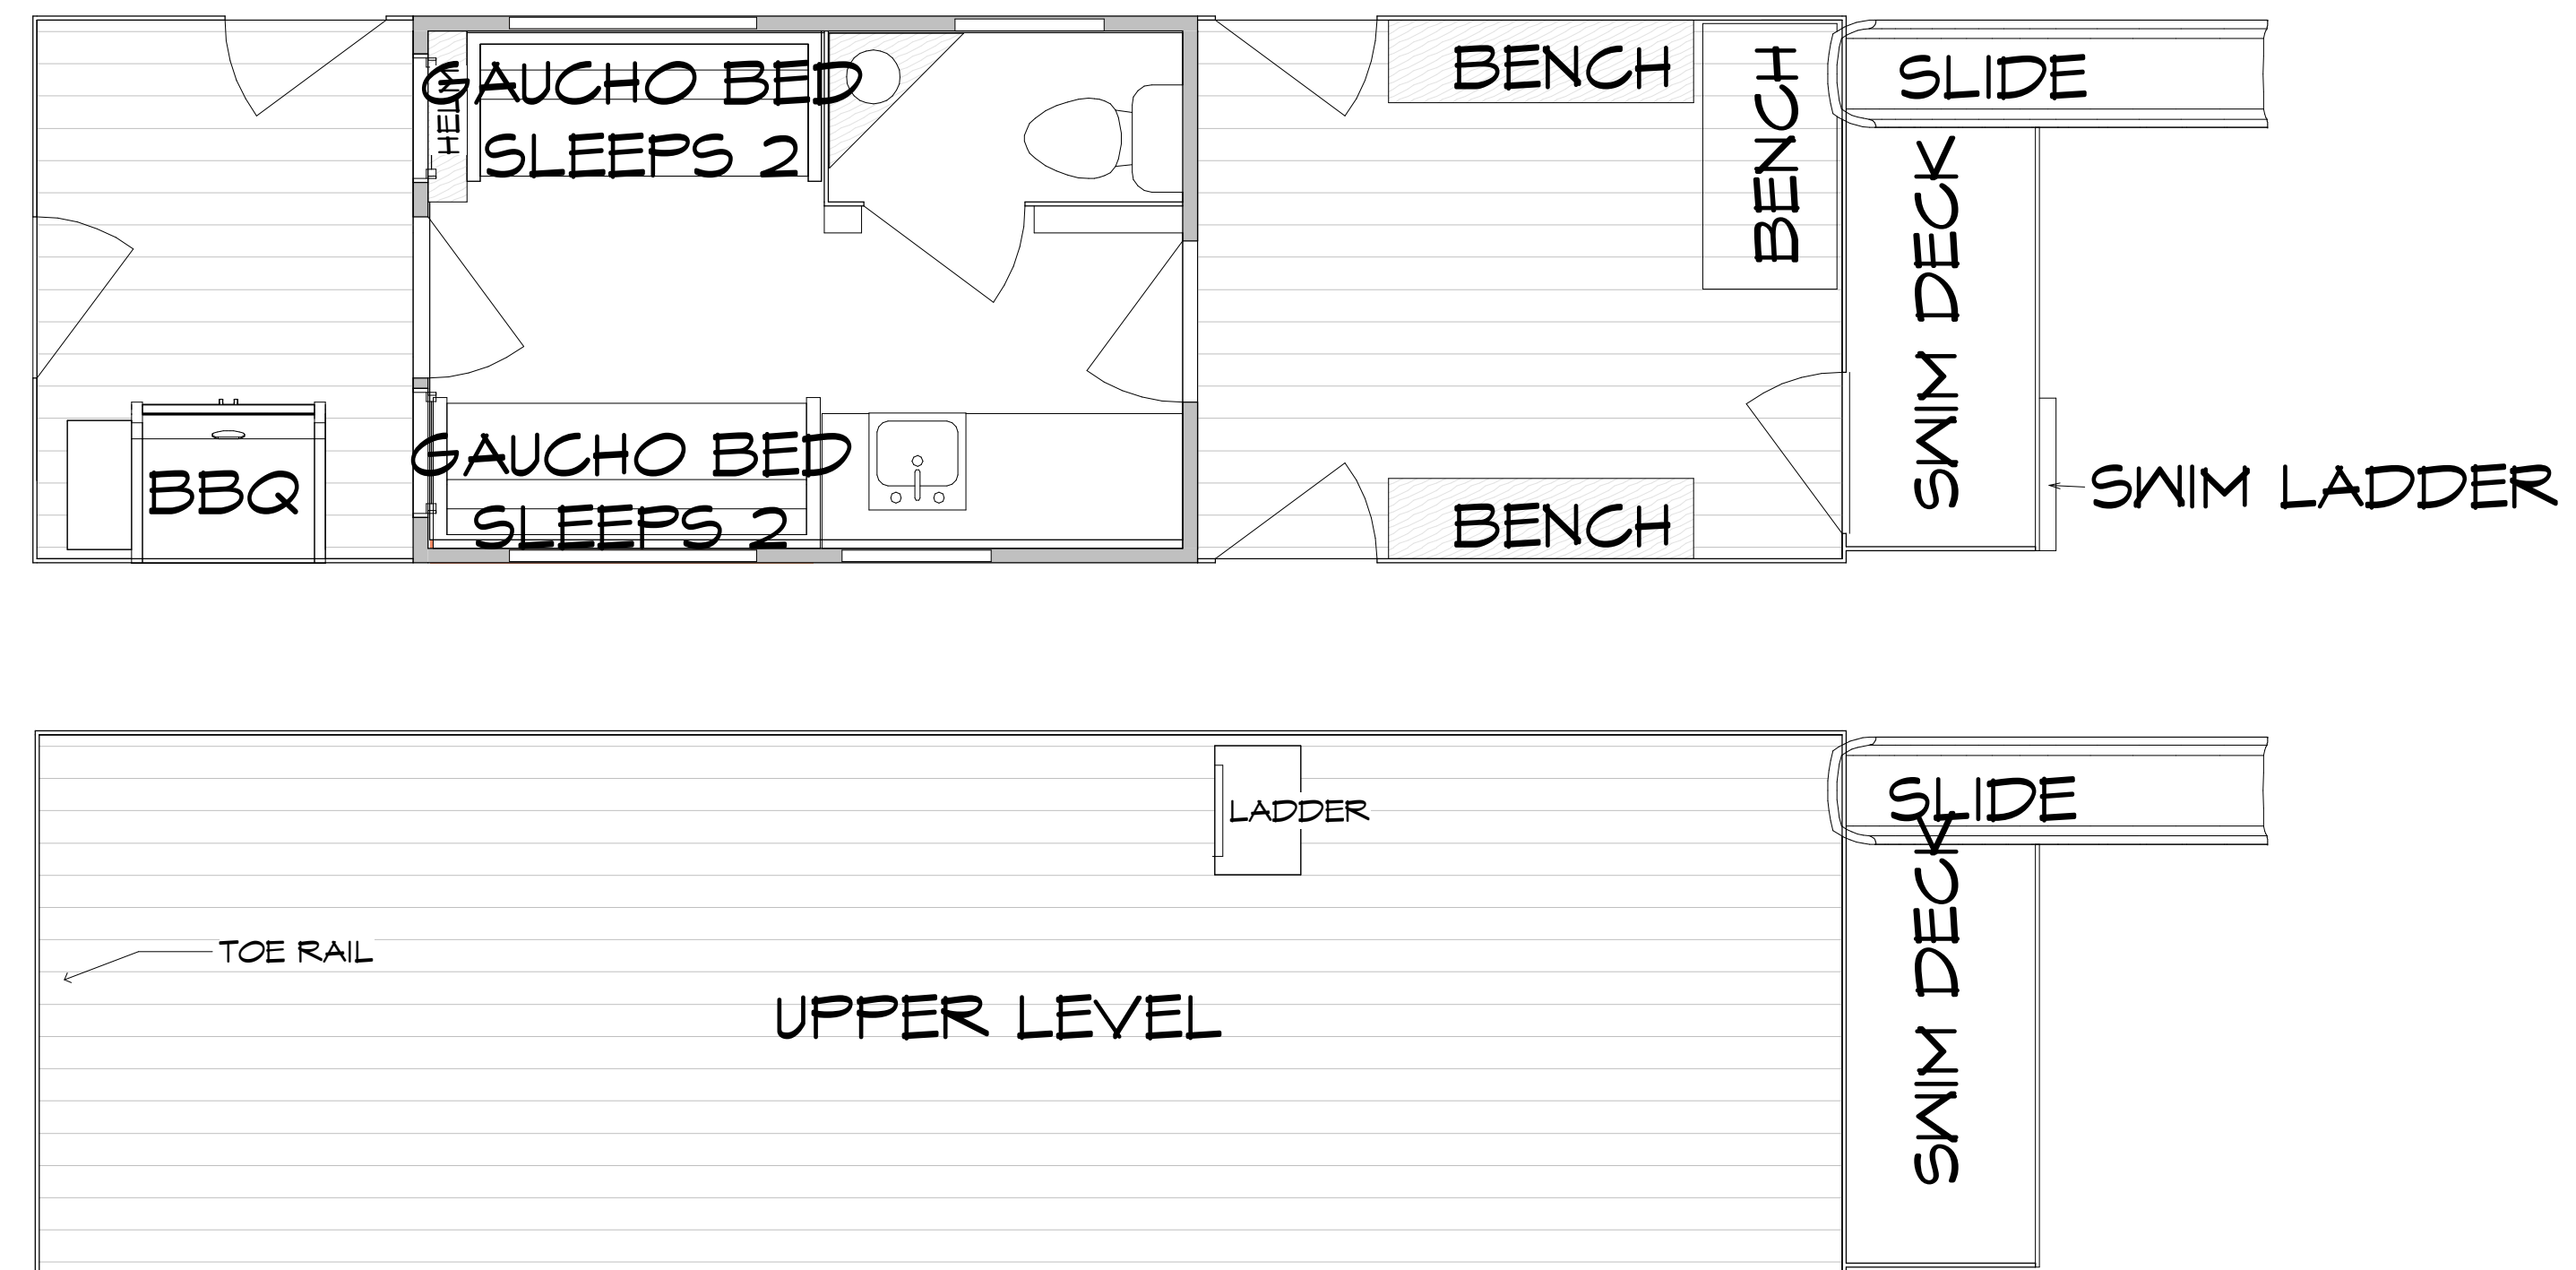 GAUCHO BED
SLEEPS 2
HELM
BENCH
BENCH
SLIDE
SWIM DECK
BBQ
GAUCHO BED
SLEEPS 2
BENCH
SWIM LADDER
LADDER
SLIDE
SWIM DECK
TOE RAIL
UPPER LEVEL